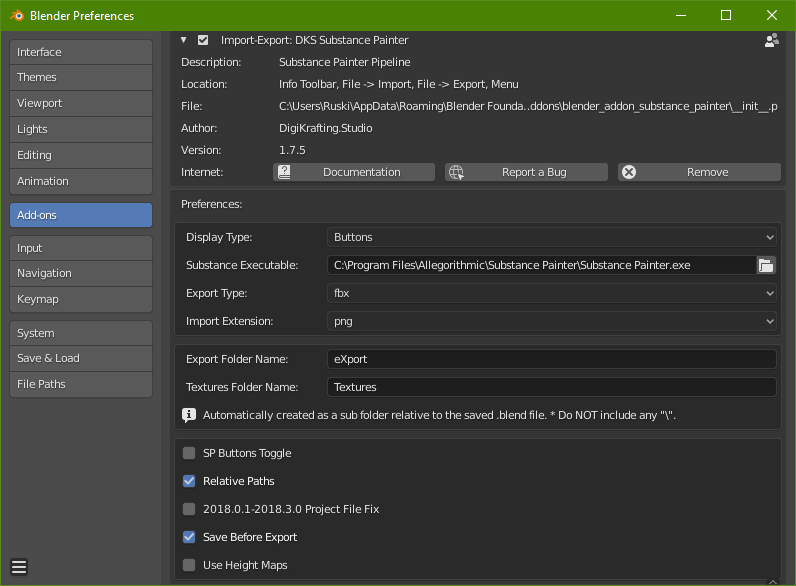 Blender Preferences
Interface
Themes
Viewport
Lights
Editing
Animation
Add-ons
Input
Navigation
Keymap
System
Save & Load
File Paths
Import-Export: DKS Substance Painter
Description: Substance Painter Pipeline
Location: Info Toolbar, File -> Import, File -> Export, Menu
File: C:\Users\Ruski\AppData\Roaming\Blender Founda..ddons\blender_addon_substance_painter\__init__.p
Author: DigiKrafting.Studio
Version: 1.7.5
Internet: Documentation Report a Bug Remove
Preferences:
Display Type: Buttons
Substance Executable: C:\Program Files\Allegorithmic\Substance Painter\Substance Painter.exe
Export Type: fbx
Import Extension: png
Export Folder Name: eXport
Textures Folder Name: Textures
Automatically created as a sub folder relative to the saved .blend file. * Do NOT include any "\".
SP Buttons Toggle
Relative Paths
2018.0.1-2018.3.0 Project File Fix
Save Before Export
Use Height Maps